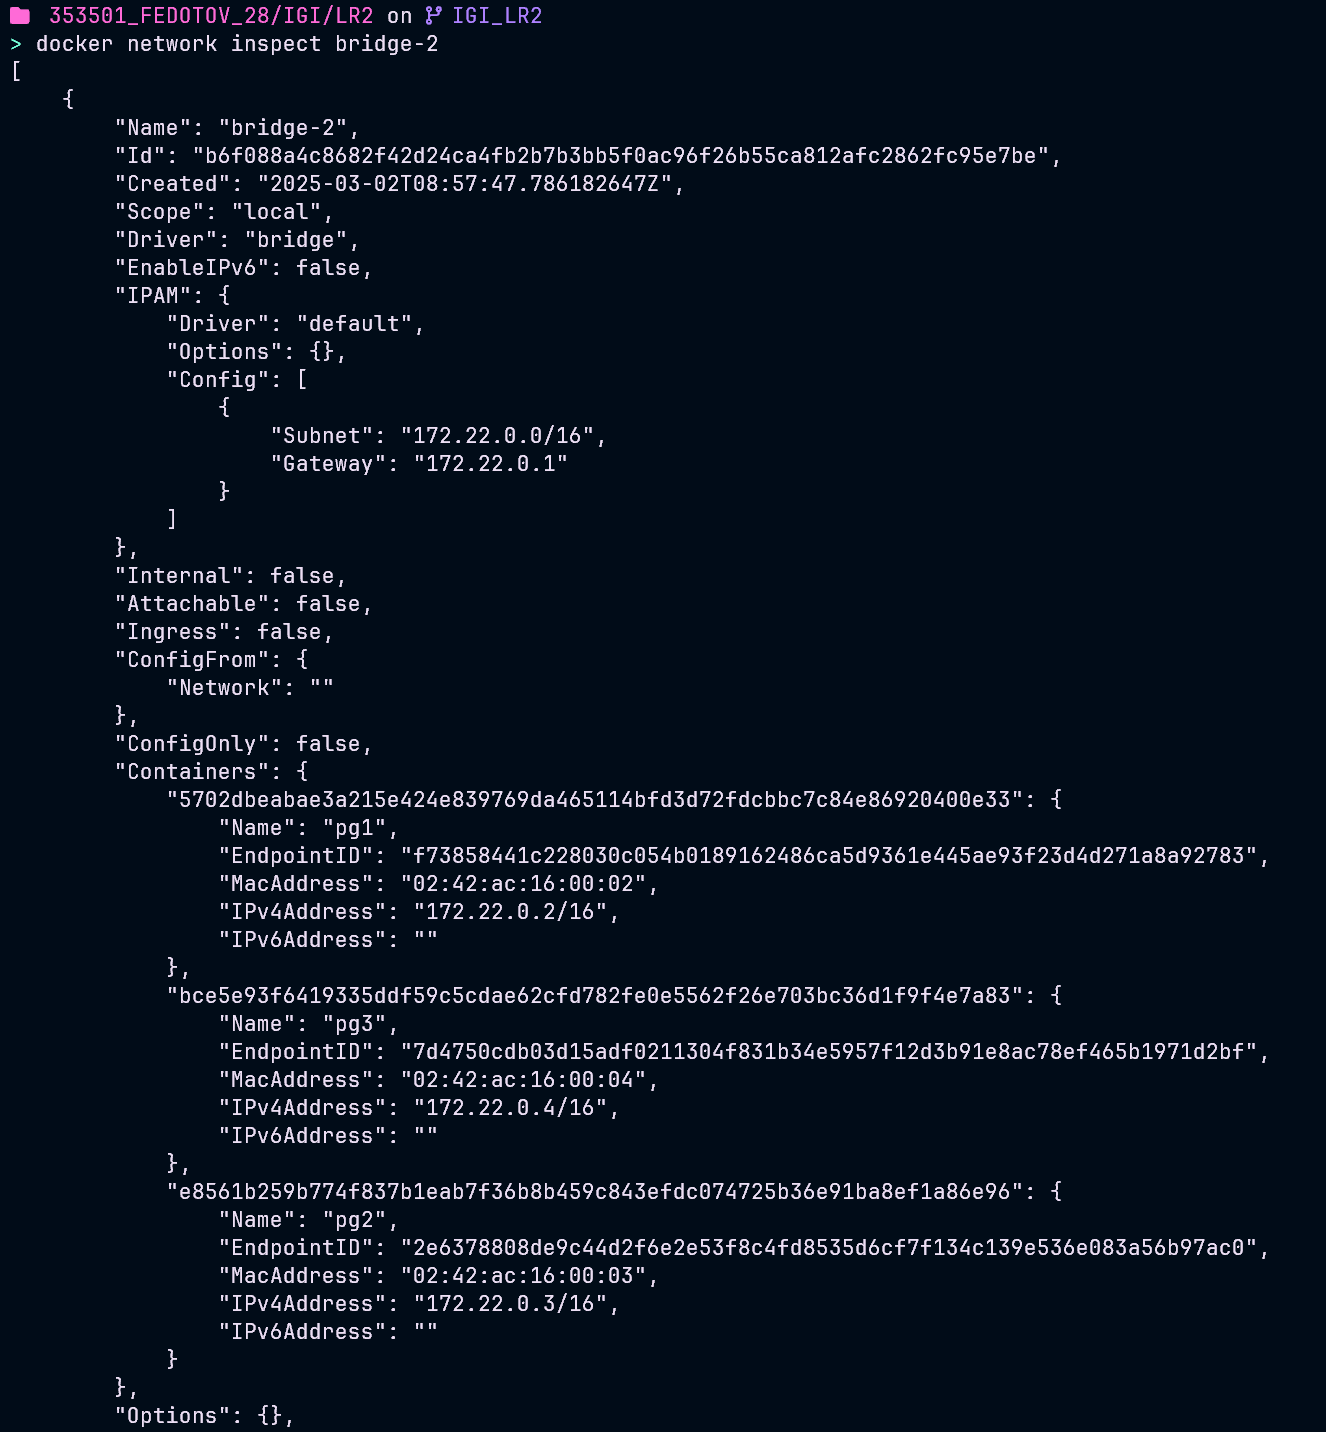 353501_FEDOTOV_28/IGI/LR2 on IGI_LR2
> docker network inspect bridge-2
[
    {
        "Name": "bridge-2",
        "Id": "b6f088a4c8682f42d24ca4fb2b7b3bb5f0ac96f26b55ca812afc2862fc95e7be",
        "Created": "2025-03-02T08:57:47.786182647Z",
        "Scope": "local",
        "Driver": "bridge",
        "EnableIPv6": false,
        "IPAM": {
            "Driver": "default",
            "Options": {},
            "Config": [
                {
                    "Subnet": "172.22.0.0/16",
                    "Gateway": "172.22.0.1"
                }
            ]
        },
        "Internal": false,
        "Attachable": false,
        "Ingress": false,
        "ConfigFrom": {
            "Network": ""
        },
        "ConfigOnly": false,
        "Containers": {
            "5702dbeabae3a215e424e839769da465114bfd3d72fdcbbc7c84e86920400e33": {
                "Name": "pg1",
                "EndpointID": "f73858441c228030c054b0189162486ca5d9361e445ae93f23d4d271a8a92783",
                "MacAddress": "02:42:ac:16:00:02",
                "IPv4Address": "172.22.0.2/16",
                "IPv6Address": ""
            },
            "bce5e93f6419335ddf59c5cdae62cfd782fe0e5562f26e703bc36d1f9f4e7a83": {
                "Name": "pg3",
                "EndpointID": "7d4750cdb03d15adf0211304f831b34e5957f12d3b91e8ac78ef465b1971d2bf",
                "MacAddress": "02:42:ac:16:00:04",
                "IPv4Address": "172.22.0.4/16",
                "IPv6Address": ""
            },
            "e8561b259b774f837b1eab7f36b8b459c843efdc074725b36e91ba8ef1a86e96": {
                "Name": "pg2",
                "EndpointID": "2e6378808de9c44d2f6e2e53f8c4fd8535d6cf7f134c139e536e083a56b97ac0",
                "MacAddress": "02:42:ac:16:00:03",
                "IPv4Address": "172.22.0.3/16",
                "IPv6Address": ""
            }
        },
        "Options": {},